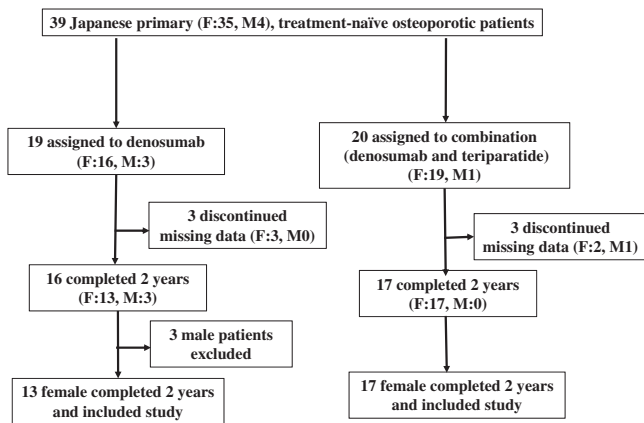 39 Japanese primary (F:35, M4), treatment-naïve osteoporotic patients
19 assigned to denosumab
(F:16, M:3)
20 assigned to combination
(denosumab and teriparatide)
(F:19, M1)
3 discontinued
missing data (F:3, M0)
3 discontinued
missing data (F:2, M1)
16 completed 2 years
(F:13, M:3)
17 completed 2 years
(F:17, M:0)
3 male patients
excluded
13 female completed 2 years
and included study
17 female completed 2 years
and included study